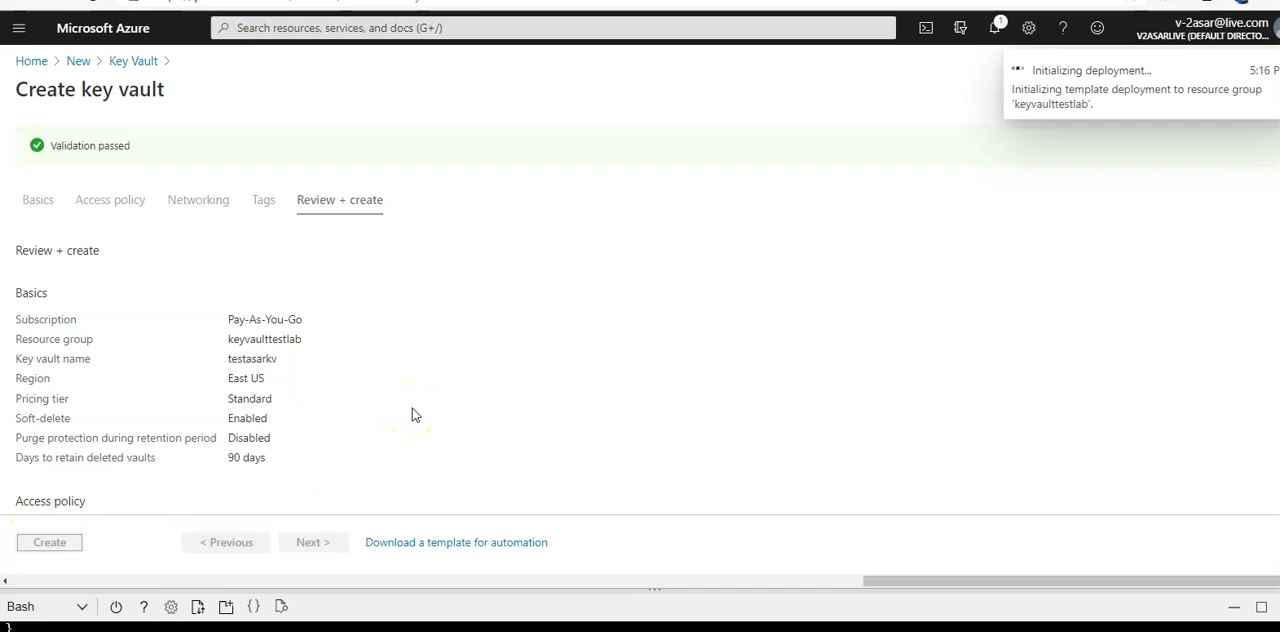 Microsoft Azure
Search resources, services, and docs (G+/)
1
v-2asar@live.com
V2ASARLIVE (DEFAULT DIRECTO...
Home > New > Key Vault >
Create key vault
Initializing deployment...
5:16 P
Initializing template deployment to resource group
'keyvaulttestlab'.
Validation passed
Basics Access policy Networking Tags Review + create
Review + create
Basics
Subscription Pay-As-You-Go
Resource group keyvaulttestlab
Key vault name testasarkv
Region East US
Pricing tier Standard
Soft-delete Enabled
Purge protection during retention period Disabled
Days to retain deleted vaults 90 days
Access policy
Create < Previous Next > Download a template for automation
Bash
}